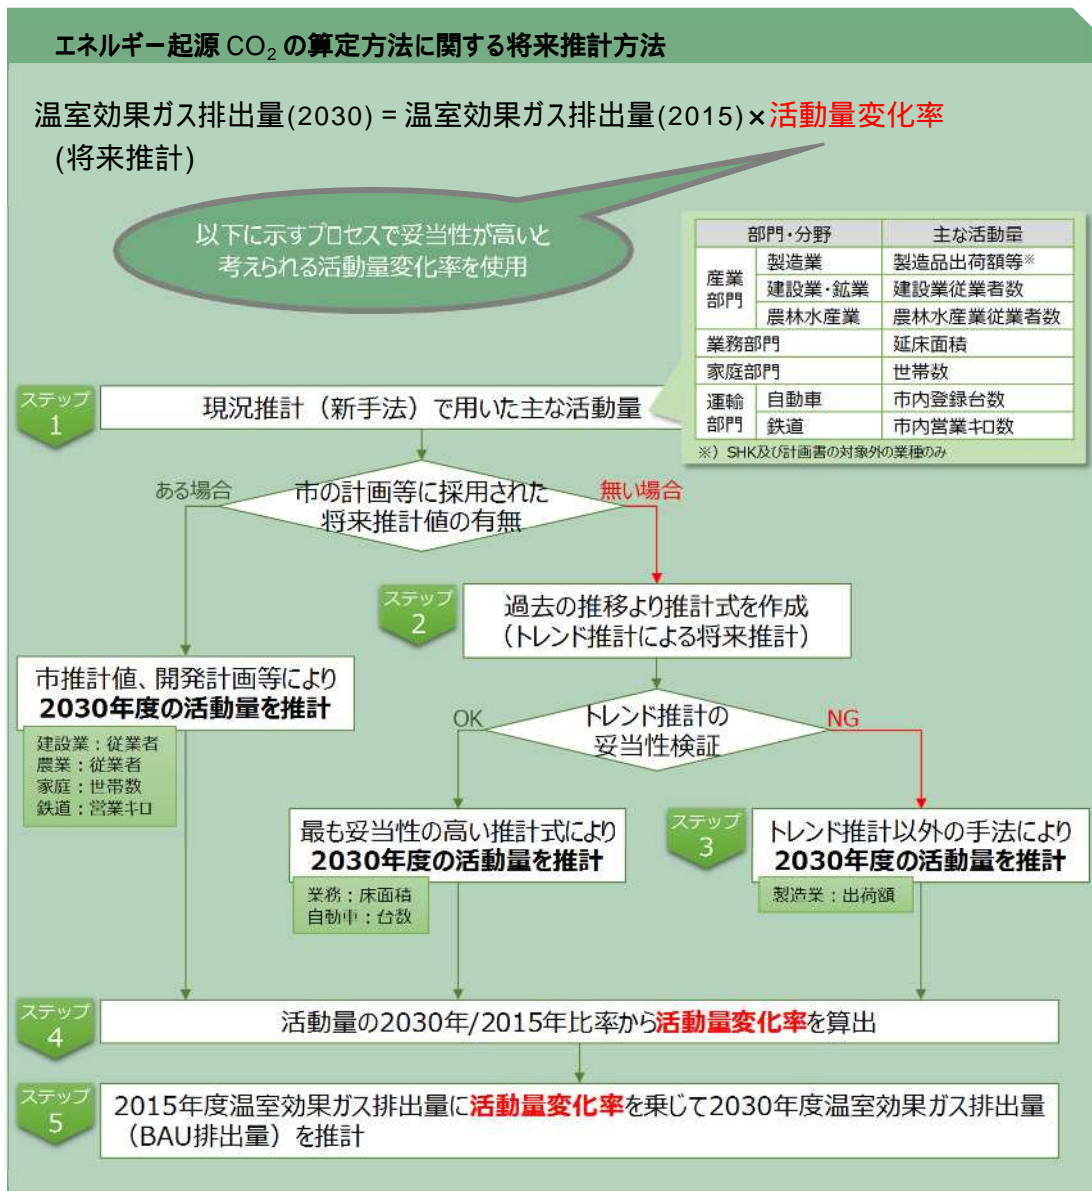 エネルギー起源 CO₂ の算定方法に関する将来推計方法
温室効果ガス排出量(2030) = 温室効果ガス排出量(2015)×活動量変化率
(将来推計)
以下に示すプロセスで妥当性が高いと
考えられる活動量変化率を使用
部門・分野 主な活動量
産業
部門
製造業 製造品出荷額等※
建設業・鉱業 建設業従業者数
農林水産業 農林水産業従業者数
業務部門 延床面積
家庭部門 世帯数
運輸
部門
自動車 市内登録台数
鉄道 市内営業キロ数
※）SHK及び計画書の対象外の業種のみ
ステップ
1
現況推計（新手法）で用いた主な活動量
ある場合
市の計画等に採用された
将来推計値の有無
無い場合
ステップ
2
過去の推移より推計式を作成
（トレンド推計による将来推計）
市推計値、開発計画等により
2030年度の活動量を推計
建設業：従業者
農業：従業者
家庭：世帯数
鉄道：営業キロ
OK
トレンド推計の
妥当性検証
NG
最も妥当性の高い推計式により
2030年度の活動量を推計
業務：床面積
自動車：台数
ステップ
3
トレンド推計以外の手法により
2030年度の活動量を推計
製造業：出荷額
ステップ
4
活動量の2030年/2015年比率から活動量変化率を算出
ステップ
5
2015年度温室効果ガス排出量に活動量変化率を乗じて2030年度温室効果ガス排出量
（BAU排出量）を推計